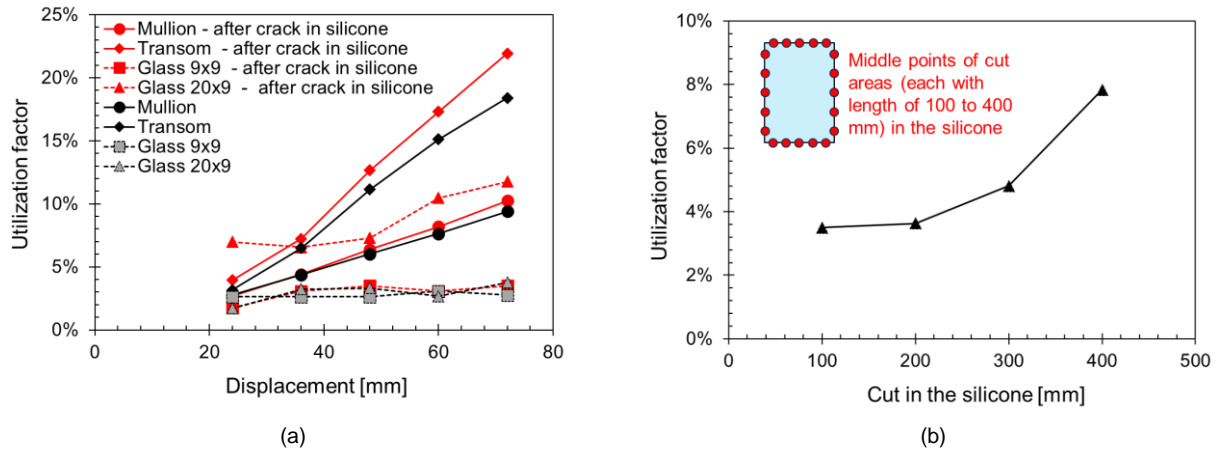 25%
20%
15%
10%
5%
0%
Utilization factor
Mullion - after crack in silicone
Transom - after crack in silicone
Glass 9x9 - after crack in silicone
Glass 20x9 - after crack in silicone
Mullion
Transom
Glass 9x9
Glass 20x9
0 20 40 60 80
Displacement [mm]
(a)
10%
8%
6%
4%
2%
0%
Utilization factor
Middle points of cut
areas (each with
length of 100 to 400
mm) in the silicone
0 100 200 300 400 500
Cut in the silicone [mm]
(b)